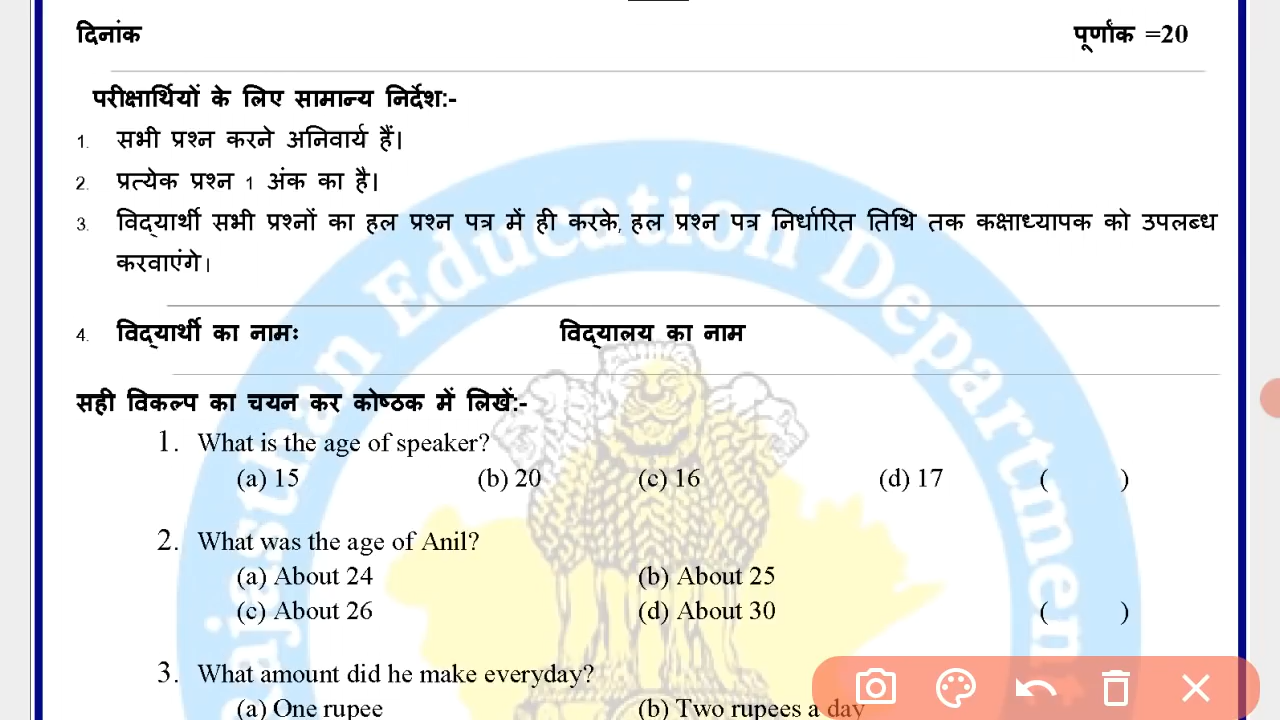 दिनांक पूर्णांक =20
परीक्षार्थियों के लिए सामान्य निर्देश:-
1. सभी प्रश्न करने अनिवार्य हैं।
2. प्रत्येक प्रश्न 1 अंक का है।
3. विद्यार्थी सभी प्रश्नों का हल प्रश्न पत्र में ही करके, हल प्रश्न पत्र निर्धारित तिथि तक कक्षाध्यापक को उपलब्ध
करवाएंगे।
4. विद्यार्थी का नामः विद्यालय का नाम
सही विकल्प का चयन कर कोष्ठक में लिखें:-
1. What is the age of speaker?
(a) 15 (b) 20 (c) 16 (d) 17 ( )
2. What was the age of Anil?
(a) About 24 (b) About 25
(c) About 26 (d) About 30 ( )
3. What amount did he make everyday?
(a) One rupee (b) Two rupees a day
Rajasthan Education Department